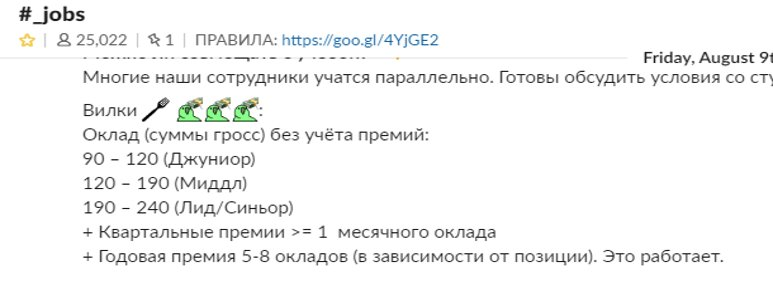 #_jobs
25,022 | 1 | ПРАВИЛА: https://goo.gl/4YjGE2
Friday, August 9t
Многие наши сотрудники учатся параллельно. Готовы обсудить условия со сту
Вилки :
Оклад (суммы гросс) без учёта премий:
90 – 120 (Джуниор)
120 – 190 (Миддл)
190 – 240 (Лид/Синьор)
+ Квартальные премии >= 1 месячного оклада
+ Годовая премия 5-8 окладов (в зависимости от позиции). Это работает.